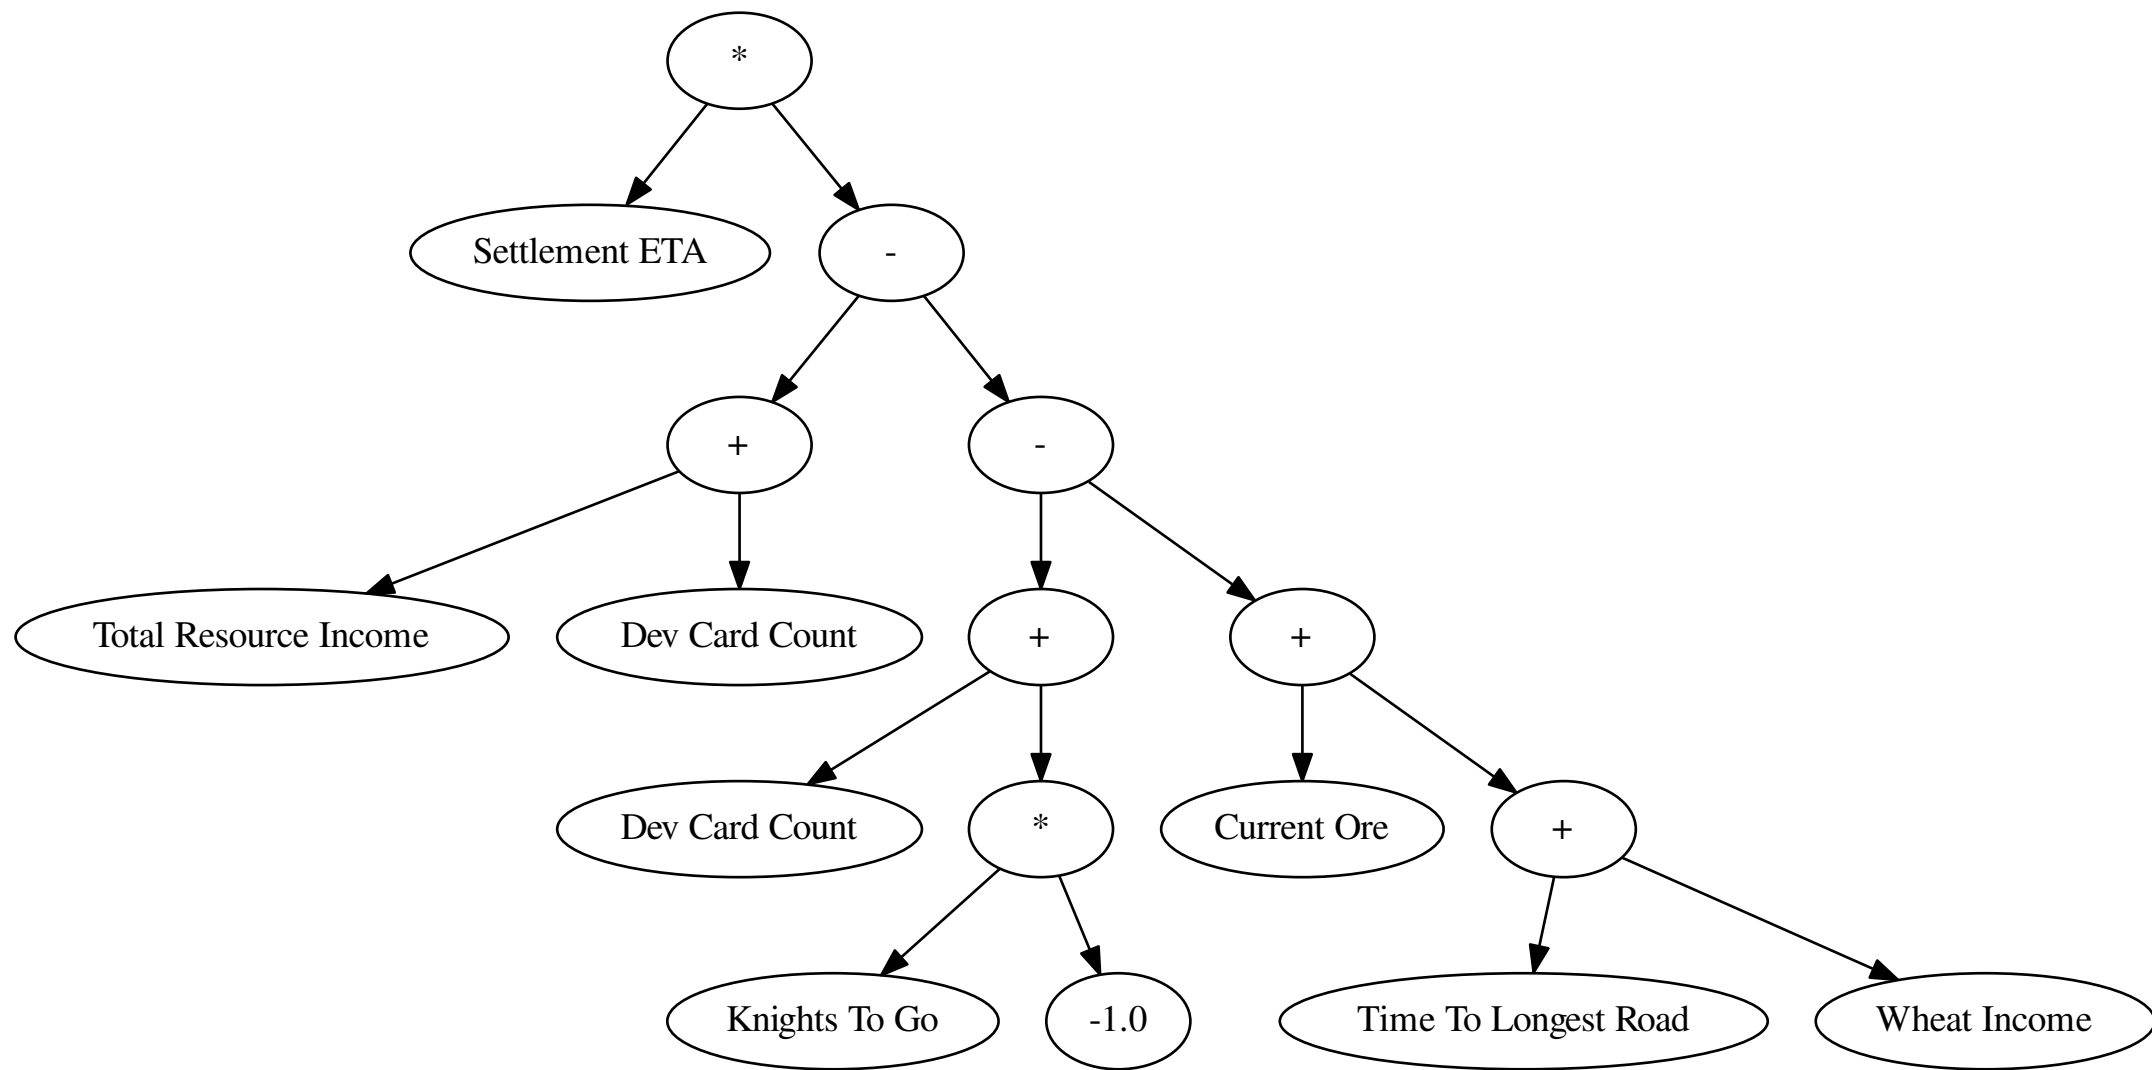 *
Settlement ETA
-
+
-
Total Resource Income
Dev Card Count
+
+
Dev Card Count
*
Current Ore
+
Knights To Go
-1.0
Time To Longest Road
Wheat Income